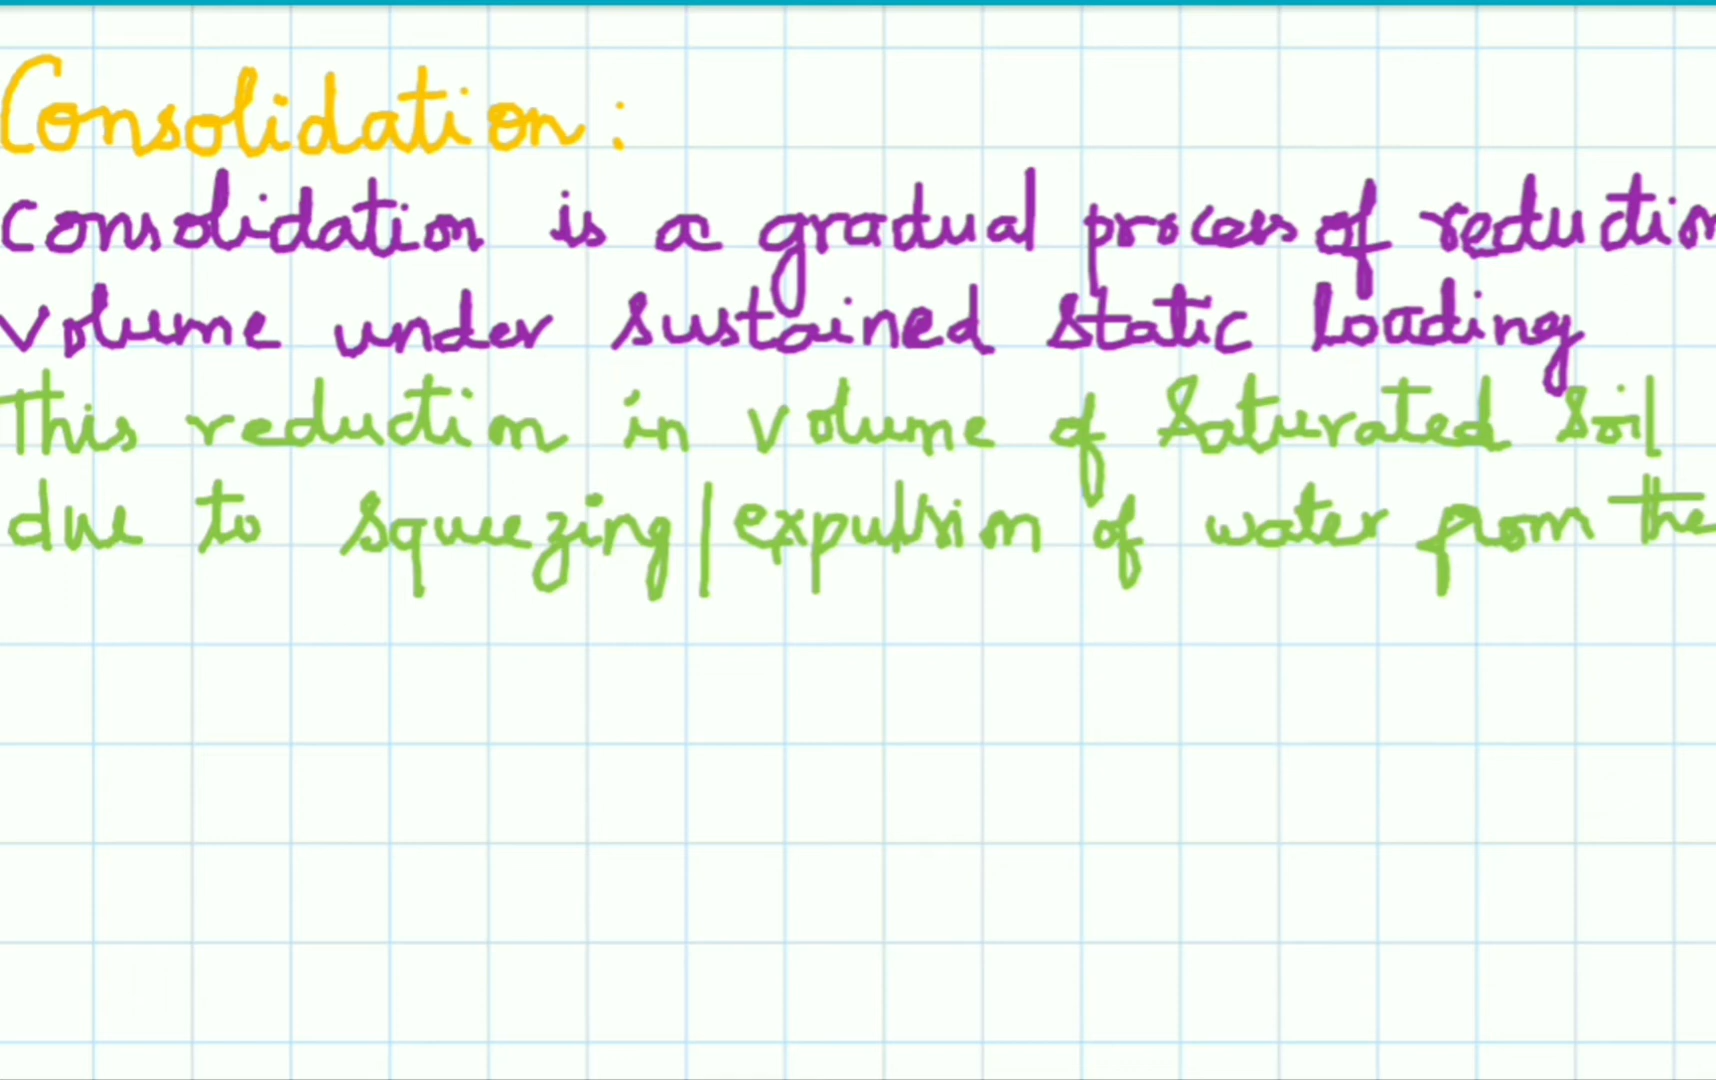 Consolidation:
consolidation is a gradual process of reduction
volume under sustained static loading
This reduction in volume of saturated soil
due to squeezing/expulsion of water from the